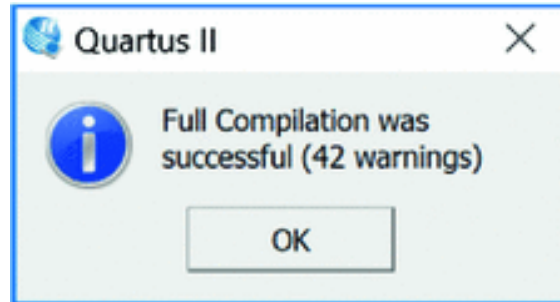 Quartus II
Full Compilation was
successful (42 warnings)
OK